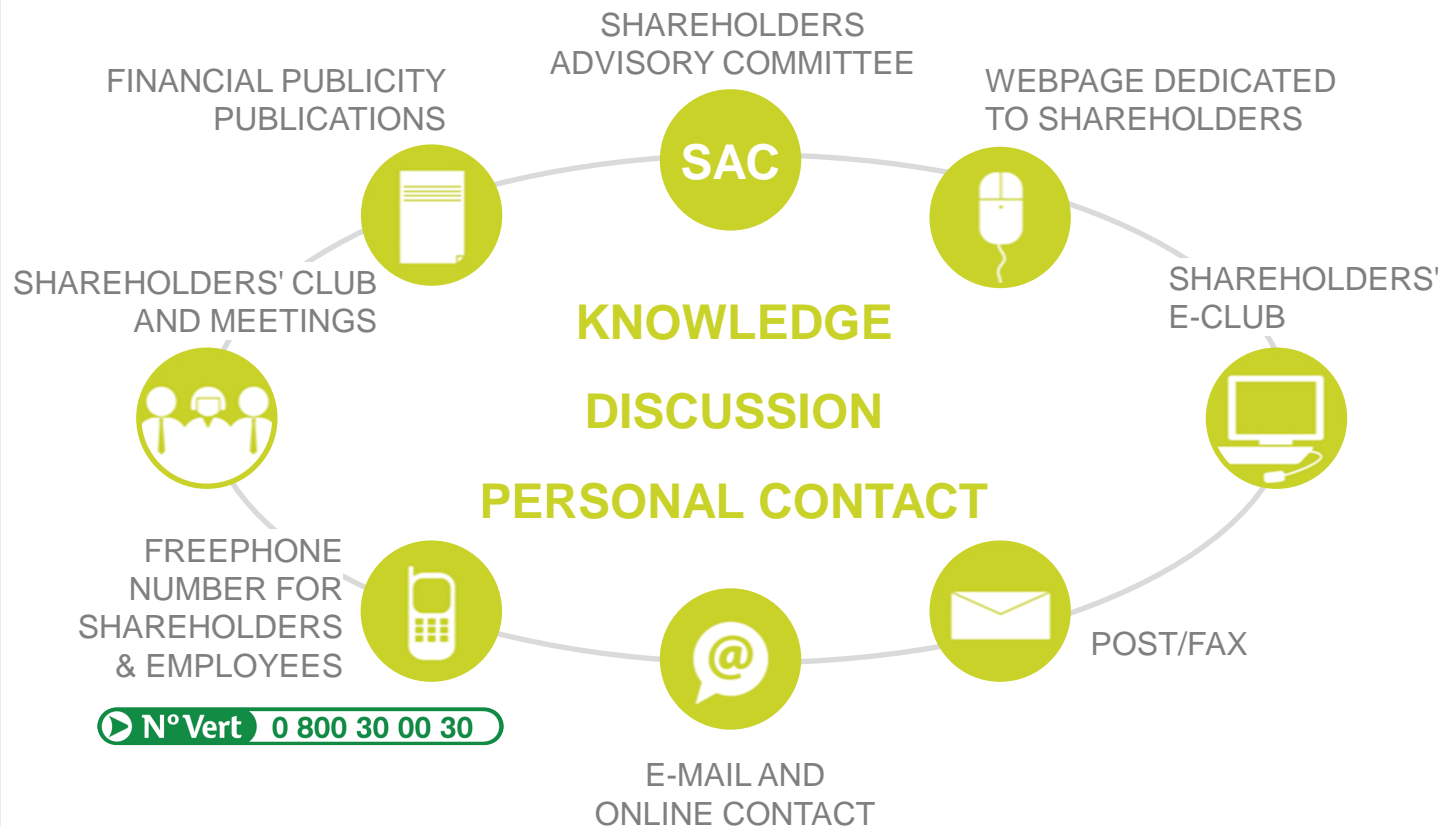 SHAREHOLDERS
ADVISORY COMMITTEE
FINANCIAL PUBLICITY
PUBLICATIONS
WEBPAGE DEDICATED
TO SHAREHOLDERS
SAC
SHAREHOLDERS' CLUB
AND MEETINGS
SHAREHOLDERS'
E-CLUB
KNOWLEDGE
DISCUSSION
PERSONAL CONTACT
FREEPHONE
NUMBER FOR
SHAREHOLDERS
& EMPLOYEES
N° Vert 0 800 30 00 30
@
POST/FAX
E-MAIL AND
ONLINE CONTACT